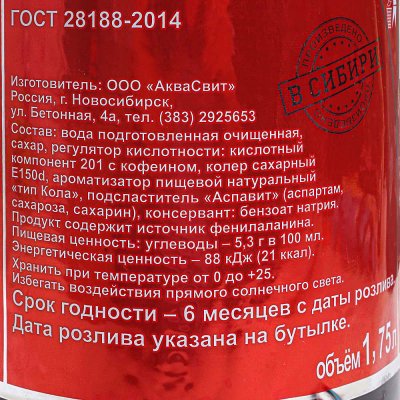 ГОСТ 28188-2014
Изготовитель: ООО «АкваСвит»
Россия, г. Новосибирск,
ул. Бетонная, 4а, тел. (383) 2925653
Состав: вода подготовленная очищенная,
сахар, регулятор кислотности: кислотный
компонент 201 с кофеином, колер сахарный
E150d, ароматизатор пищевой натуральный
"тип Кола», подсластитель «Аспавит» (аспартам,
сахароза, сахарин), консервант: бензоат натрия.
Продукт содержит источник фенилаланина.
Пищевая ценность: углеводы – 5,3 г в 100 мл.
Энергетическая ценность – 88 кДж (21 ккал).
Хранить при температуре от 0 до +25.
Избегать воздействия прямого солнечного света.
Срок годности – 6 месяцев с даты розлива.
Дата розлива указана на бутылке.
объём 1,75л
ПРОИЗВЕДЕНО
В СИБИРИ